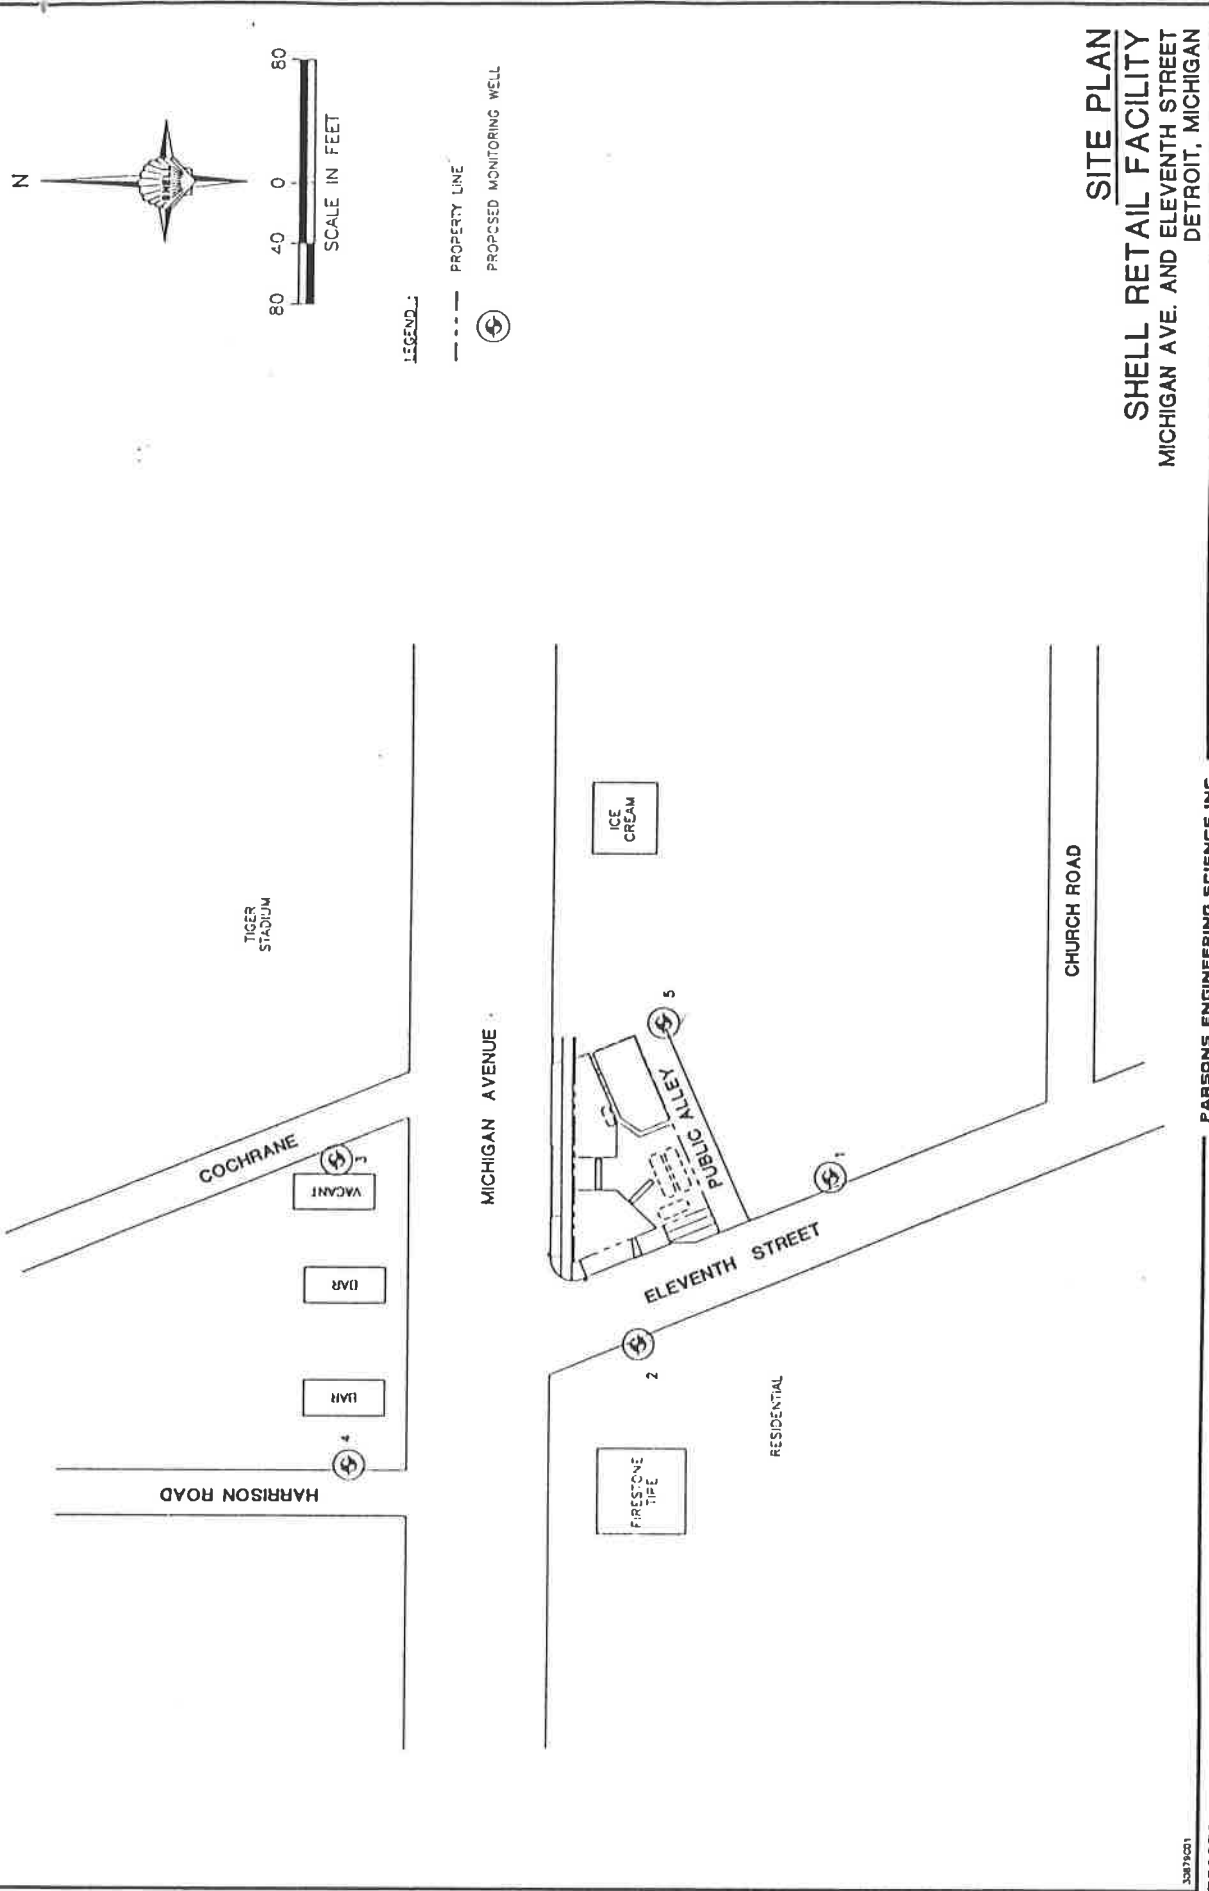 N
SHELL
80 40 0 80
SCALE IN FEET
LEGEND:
PROPERTY LINE
PROPOSED MONITORING WELL
TIGER
STADIUM
COCHRANE
HARRISON ROAD
4
BAR
BAR
VACANT
3
MICHIGAN AVENUE
ICE
CREAM
5
PUBLIC ALLEY
1
2
ELEVENTH STREET
FIRESTONE
TIRE
RESIDENTIAL
CHURCH ROAD
SITE PLAN
SHELL RETAIL FACILITY
MICHIGAN AVE. AND ELEVENTH STREET
DETROIT, MICHIGAN
30879C01
PARSONS ENGINEERING SCIENCE INC.